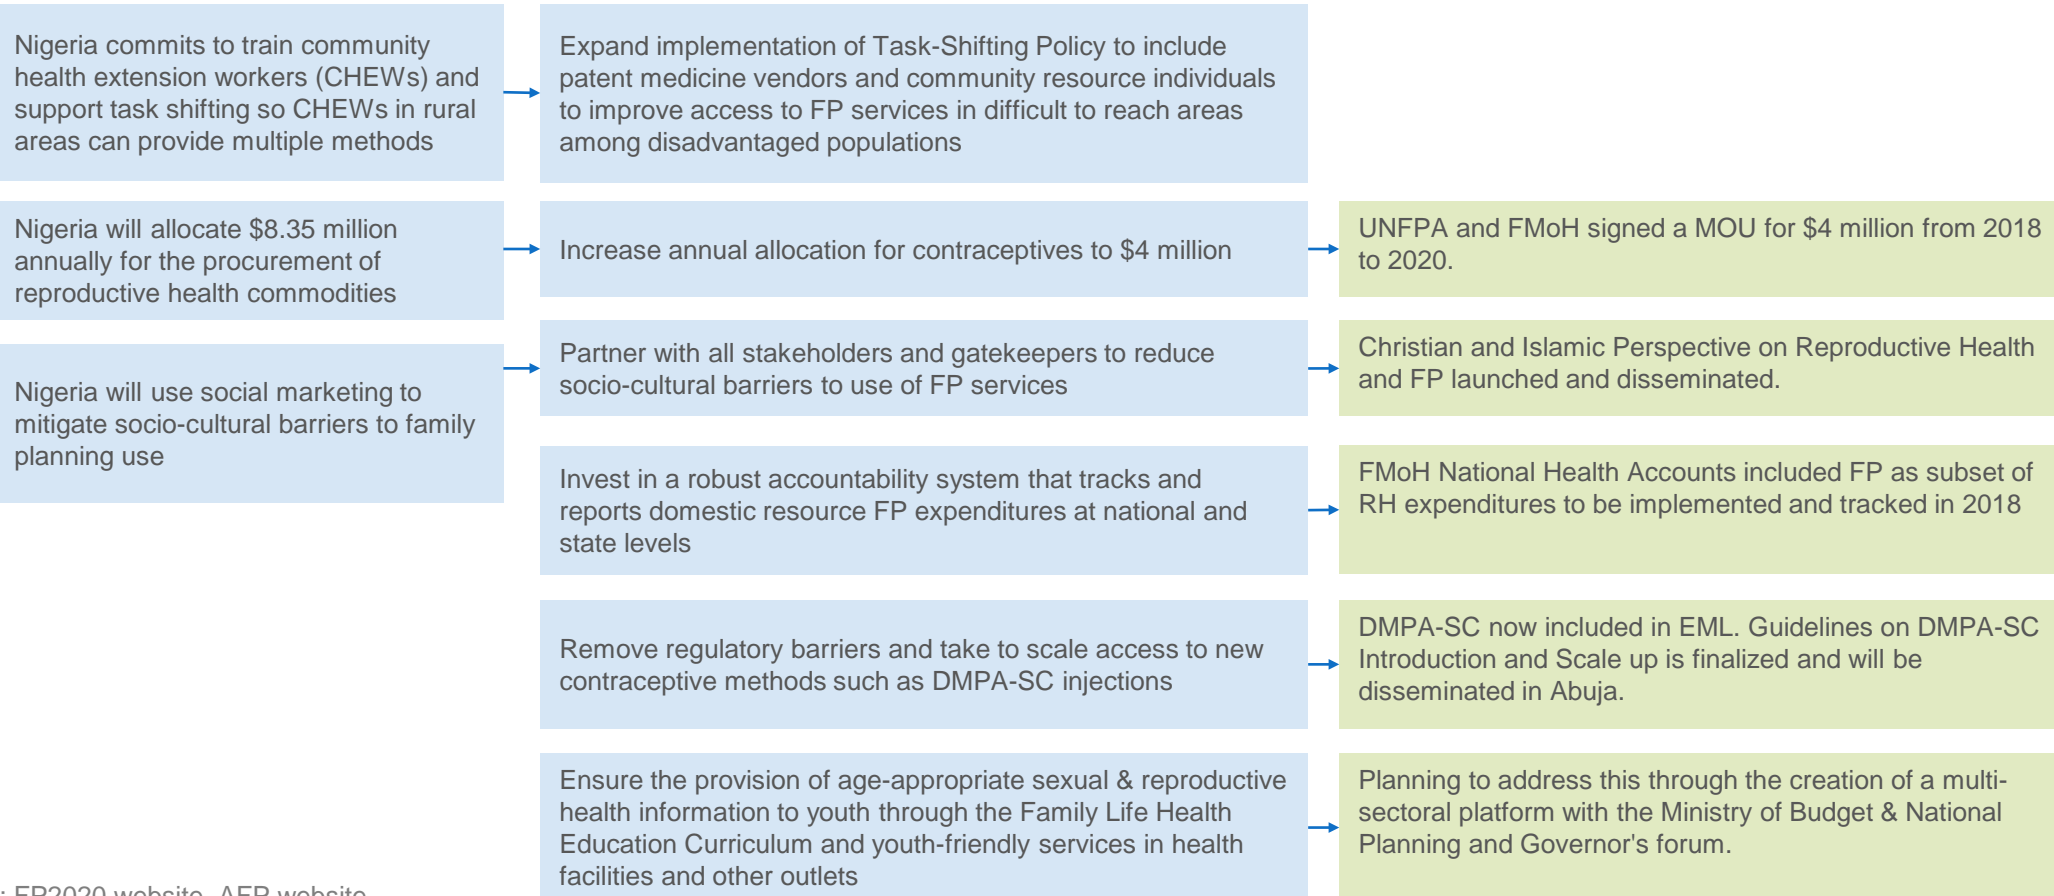 Nigeria commits to train community
health extension workers (CHEWs) and
support task shifting so CHEWs in rural
areas can provide multiple methods
Expand implementation of Task-Shifting Policy to include
patent medicine vendors and community resource individuals
to improve access to FP services in difficult to reach areas
among disadvantaged populations
Nigeria will allocate $8.35 million
annually for the procurement of
reproductive health commodities
Increase annual allocation for contraceptives to $4 million
UNFPA and FMoH signed a MOU for $4 million from 2018
to 2020.
Nigeria will use social marketing to
mitigate socio-cultural barriers to family
planning use
Partner with all stakeholders and gatekeepers to reduce
socio-cultural barriers to use of FP services
Christian and Islamic Perspective on Reproductive Health
and FP launched and disseminated.
Invest in a robust accountability system that tracks and
reports domestic resource FP expenditures at national and
state levels
FMoH National Health Accounts included FP as subset of
RH expenditures to be implemented and tracked in 2018
Remove regulatory barriers and take to scale access to new
contraceptive methods such as DMPA-SC injections
DMPA-SC now included in EML. Guidelines on DMPA-SC
Introduction and Scale up is finalized and will be
disseminated in Abuja.
Ensure the provision of age-appropriate sexual & reproductive
health information to youth through the Family Life Health
Education Curriculum and youth-friendly services in health
facilities and other outlets
Planning to address this through the creation of a multi-
sectoral platform with the Ministry of Budget & National
Planning and Governor's forum.
: FP2020 website, AFP website